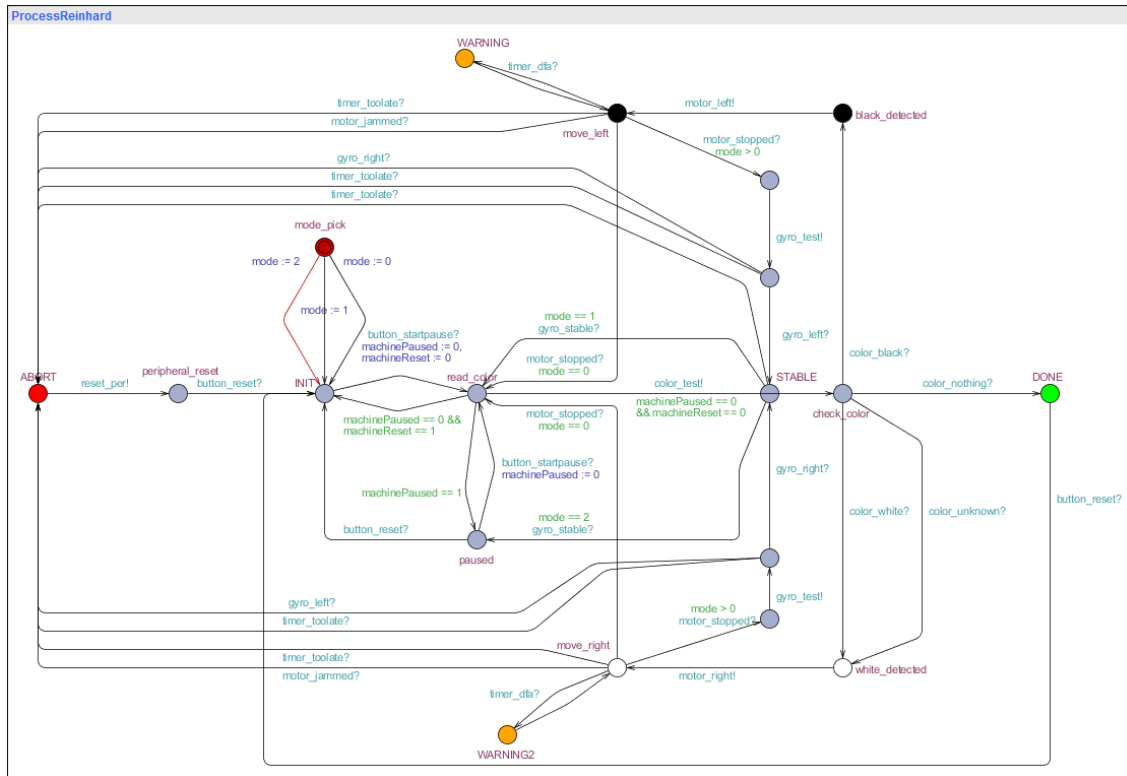 ProcessReinhard
WARNING
timer_dfa?
timer_toolate?
motor_left!
motor_jammed?
black_detected
move_left
motor_stopped?
mode > 0
gyro_right?
timer_toolate?
timer_toolate?
mode_pick
gyro_test!
mode := 2
mode := 0
mode := 1
mode == 1
gyro_stable?
button_startpause?
machinePaused := 0,
machineReset := 0
gyro_left?
motor_stopped?
mode == 0
color_black?
ABORT
reset_per!
peripheral_reset
button_reset?
INIT
read_color
color_test!
STABLE
color_nothing?
DONE
machinePaused == 0 &&
machineReset == 1
motor_stopped?
mode == 0
machinePaused == 0
&& machineReset == 0
check_color
button_startpause?
machinePaused := 0
gyro_right?
machinePaused == 1
button_reset?
mode == 2
gyro_stable?
color_white?
color_unknown?
button_reset?
paused
gyro_left?
timer_toolate?
gyro_test!
mode > 0
motor_stopped?
move_right
timer_toolate?
motor_jammed?
motor_right!
white_detected
timer_dfa?
WARNING2